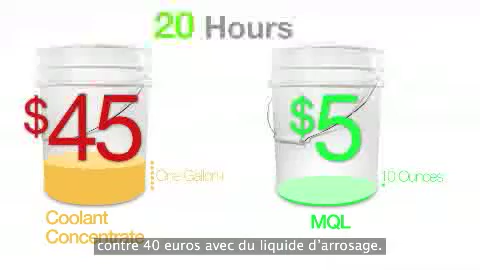 20 Hours
$45
$5
One Gallon+
10 Ounces
Coolant
Concentrate
MQL
contre 40 euros avec du liquide d'arrosage.